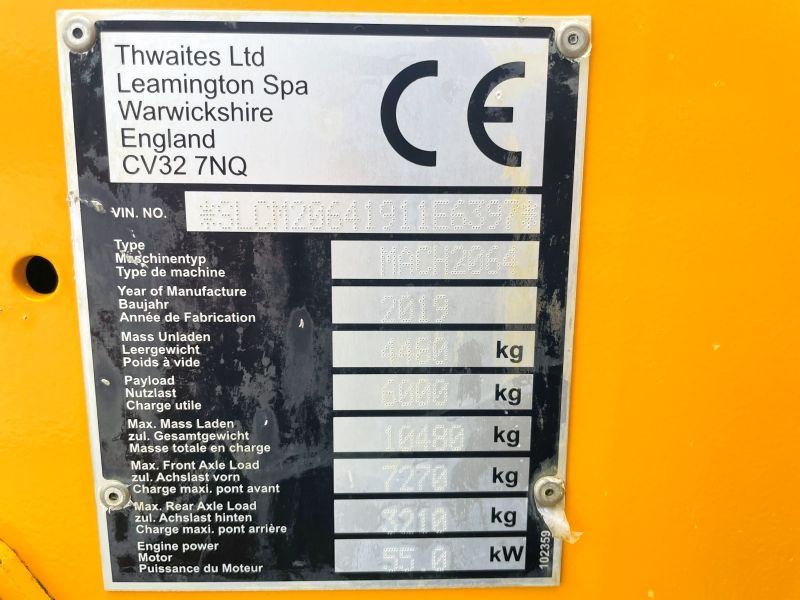 Thwaites Ltd
Leamington Spa
Warwickshire
England
CV32 7NQ
CE
VIN. NO. #SLCM20641911E6397#
Type
Maschinentyp
Type de machine
MACH2064
Year of Manufacture
Baujahr
Année de Fabrication
2019
Mass Unladen
Leergewicht
Poids à vide
4460 kg
Payload
Nutzlast
Charge utile
6000 kg
Max. Mass Laden
zul. Gesamtgewicht
Masse totale en charge
10480 kg
Max. Front Axle Load
zul. Achslast vorn
Charge maxi. pont avant
7270 kg
Max. Rear Axle Load
zul. Achslast hinten
Charge maxi. pont arrière
3210 kg
Engine power
Motor
Puissance du Moteur
55.0 kW
102359